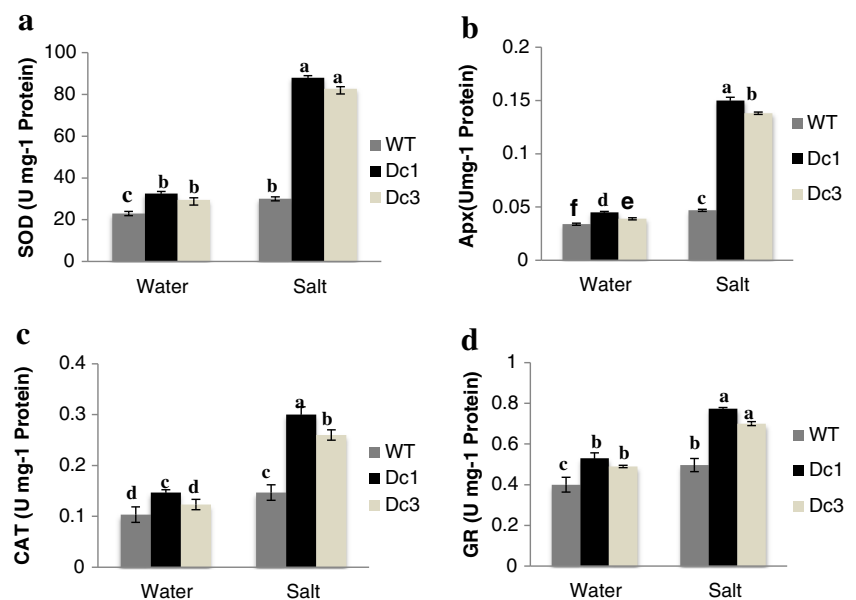 a
SOD (U mg-1 Protein)
100
80
60
40
20
0
c
b
b
b
a
a
Water
Salt
WT
Dc1
Dc3
b
Apx(Umg-1 Protein)
0.2
0.15
0.1
0.05
0
f
d
e
c
a
b
Water
Salt
WT
Dc1
Dc3
c
CAT (U mg-1 Protein)
0.4
0.3
0.2
0.1
0
d
c
d
c
a
b
Water
Salt
WT
Dc1
Dc3
d
GR (U mg-1 Protein)
1
0.8
0.6
0.4
0.2
0
c
b
b
b
a
a
Water
Salt
WT
Dc1
Dc3